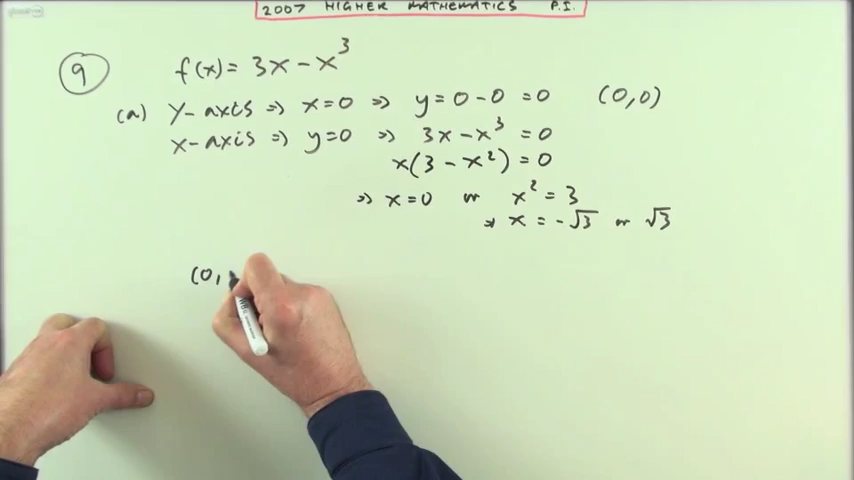 2007 HIGHER MATHEMATICS P.I.
9 f(x) = 3x - x³
(a) y-axis ⇒ x=0 ⇒ y = 0 - 0 = 0 (0,0)
x-axis ⇒ y=0 ⇒ 3x - x³ = 0
x(3 - x²) = 0
⇒ x=0 or x² = 3
⇒ x = -√3 or √3
(0,